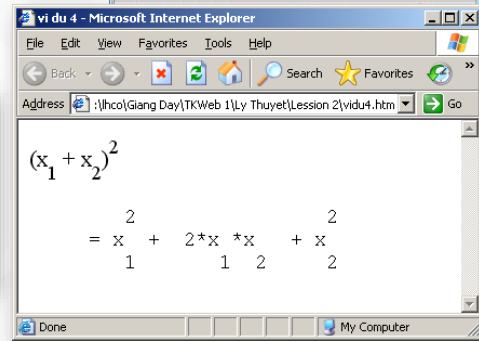 vi du 4 - Microsoft Internet Explorer
File Edit View Favorites Tools Help
Back Search Favorites »
Address :\lhco\Giang Day\TKWeb 1\Ly Thuyet\Lession 2\vidu4.htm Go
(x₁ + x₂)²
2 2
= x + 2*x *x + x
1 1 2 2
Done My Computer